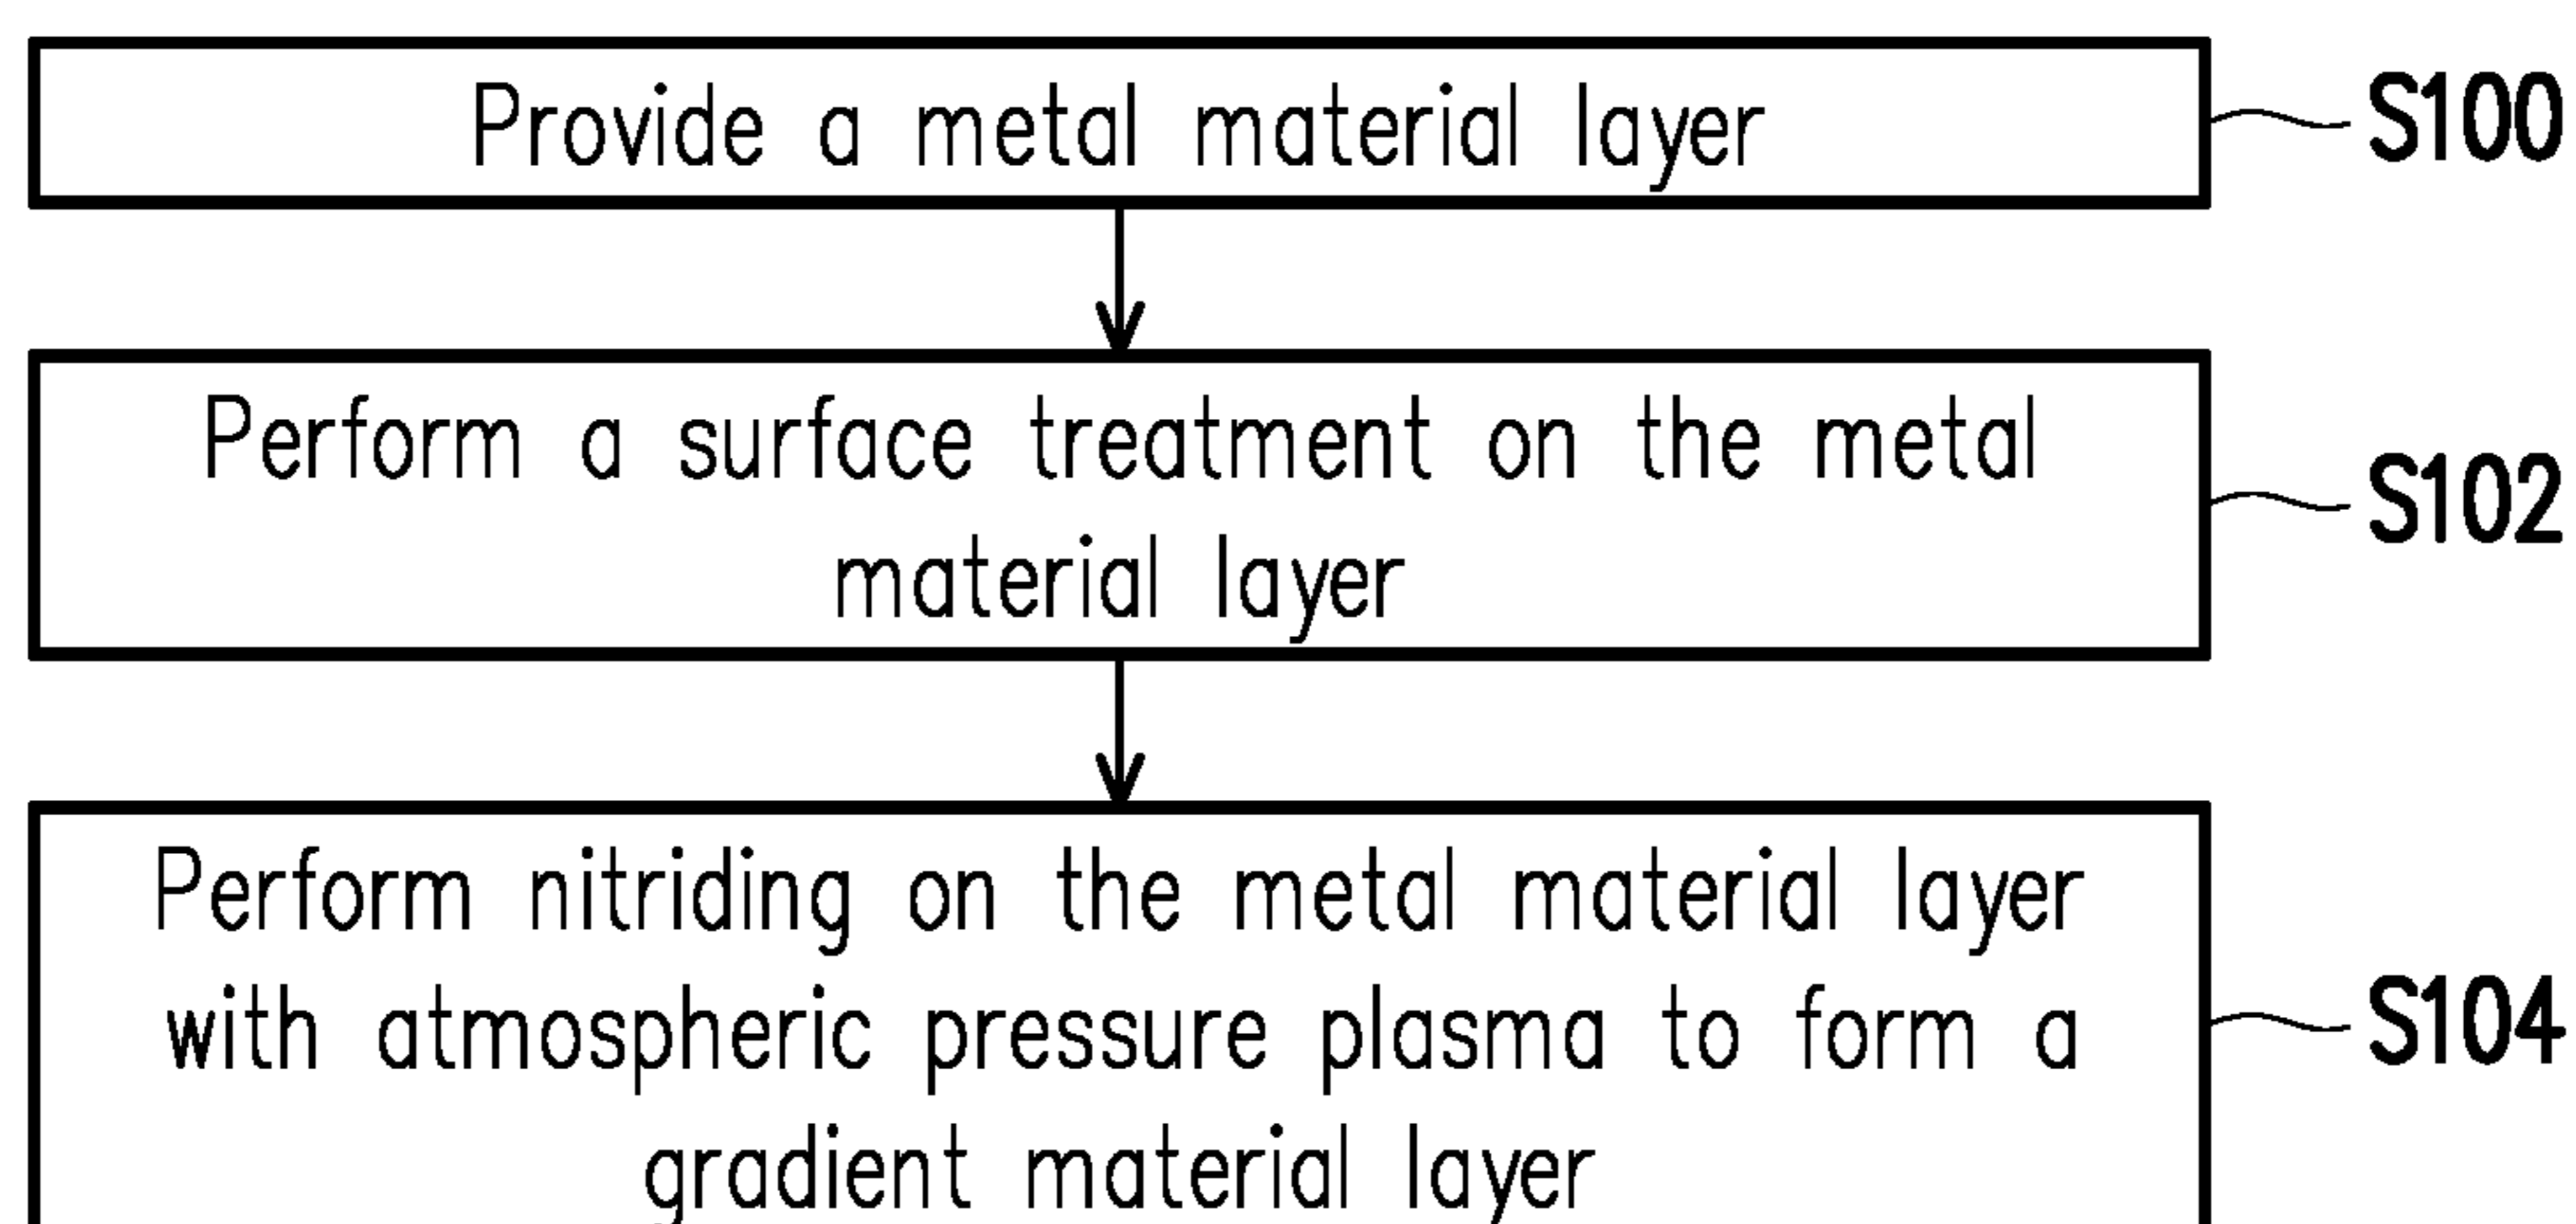 Provide a metal material layer
S100
Perform a surface treatment on the metal
material layer
S102
Perform nitriding on the metal material layer
with atmospheric pressure plasma to form a
gradient material layer
S104